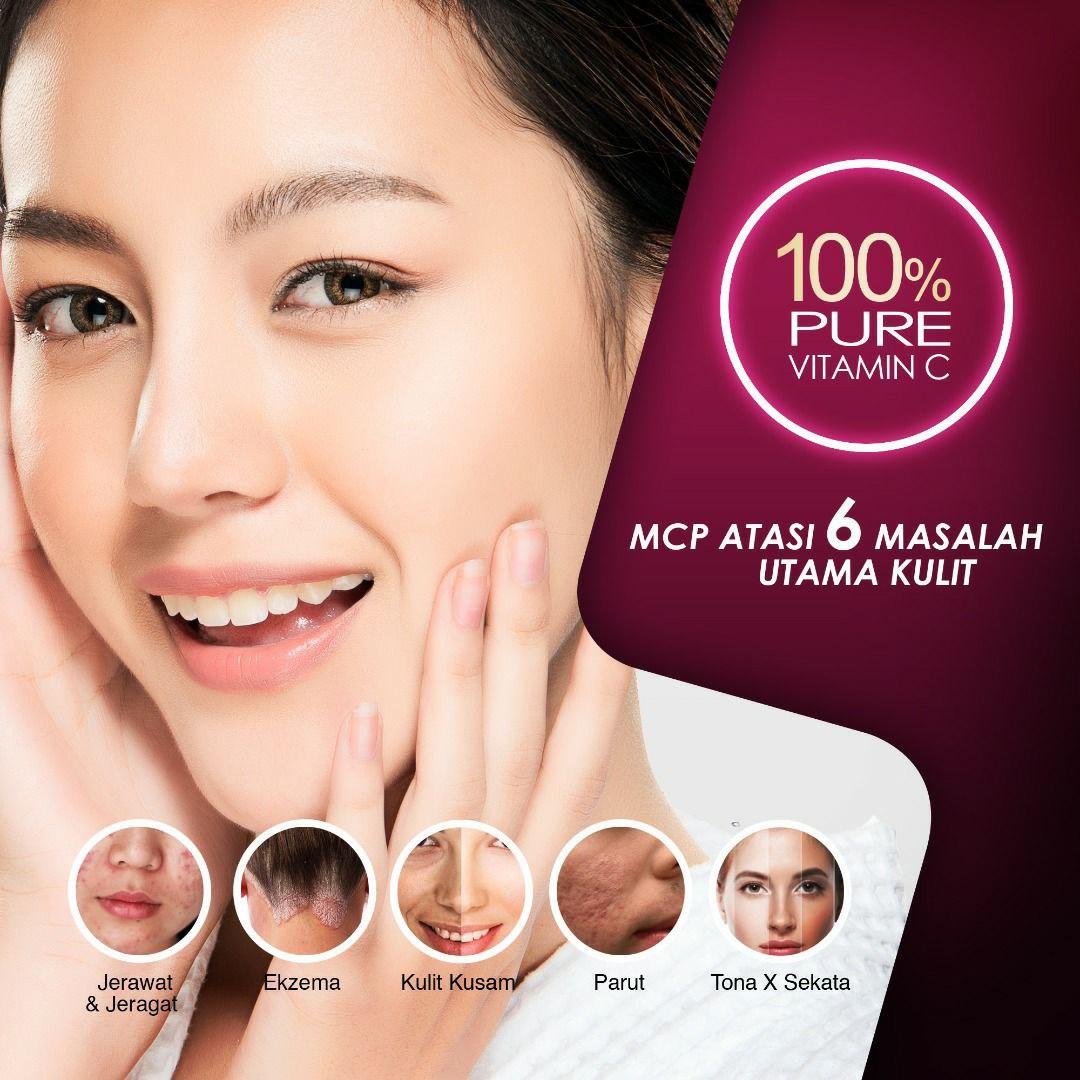 100%
PURE
VITAMIN C
MCP ATASI 6 MASALAH
UTAMA KULIT
Jerawat
& Jeragat
Ekzema
Kulit Kusam
Parut
Tona X Sekata